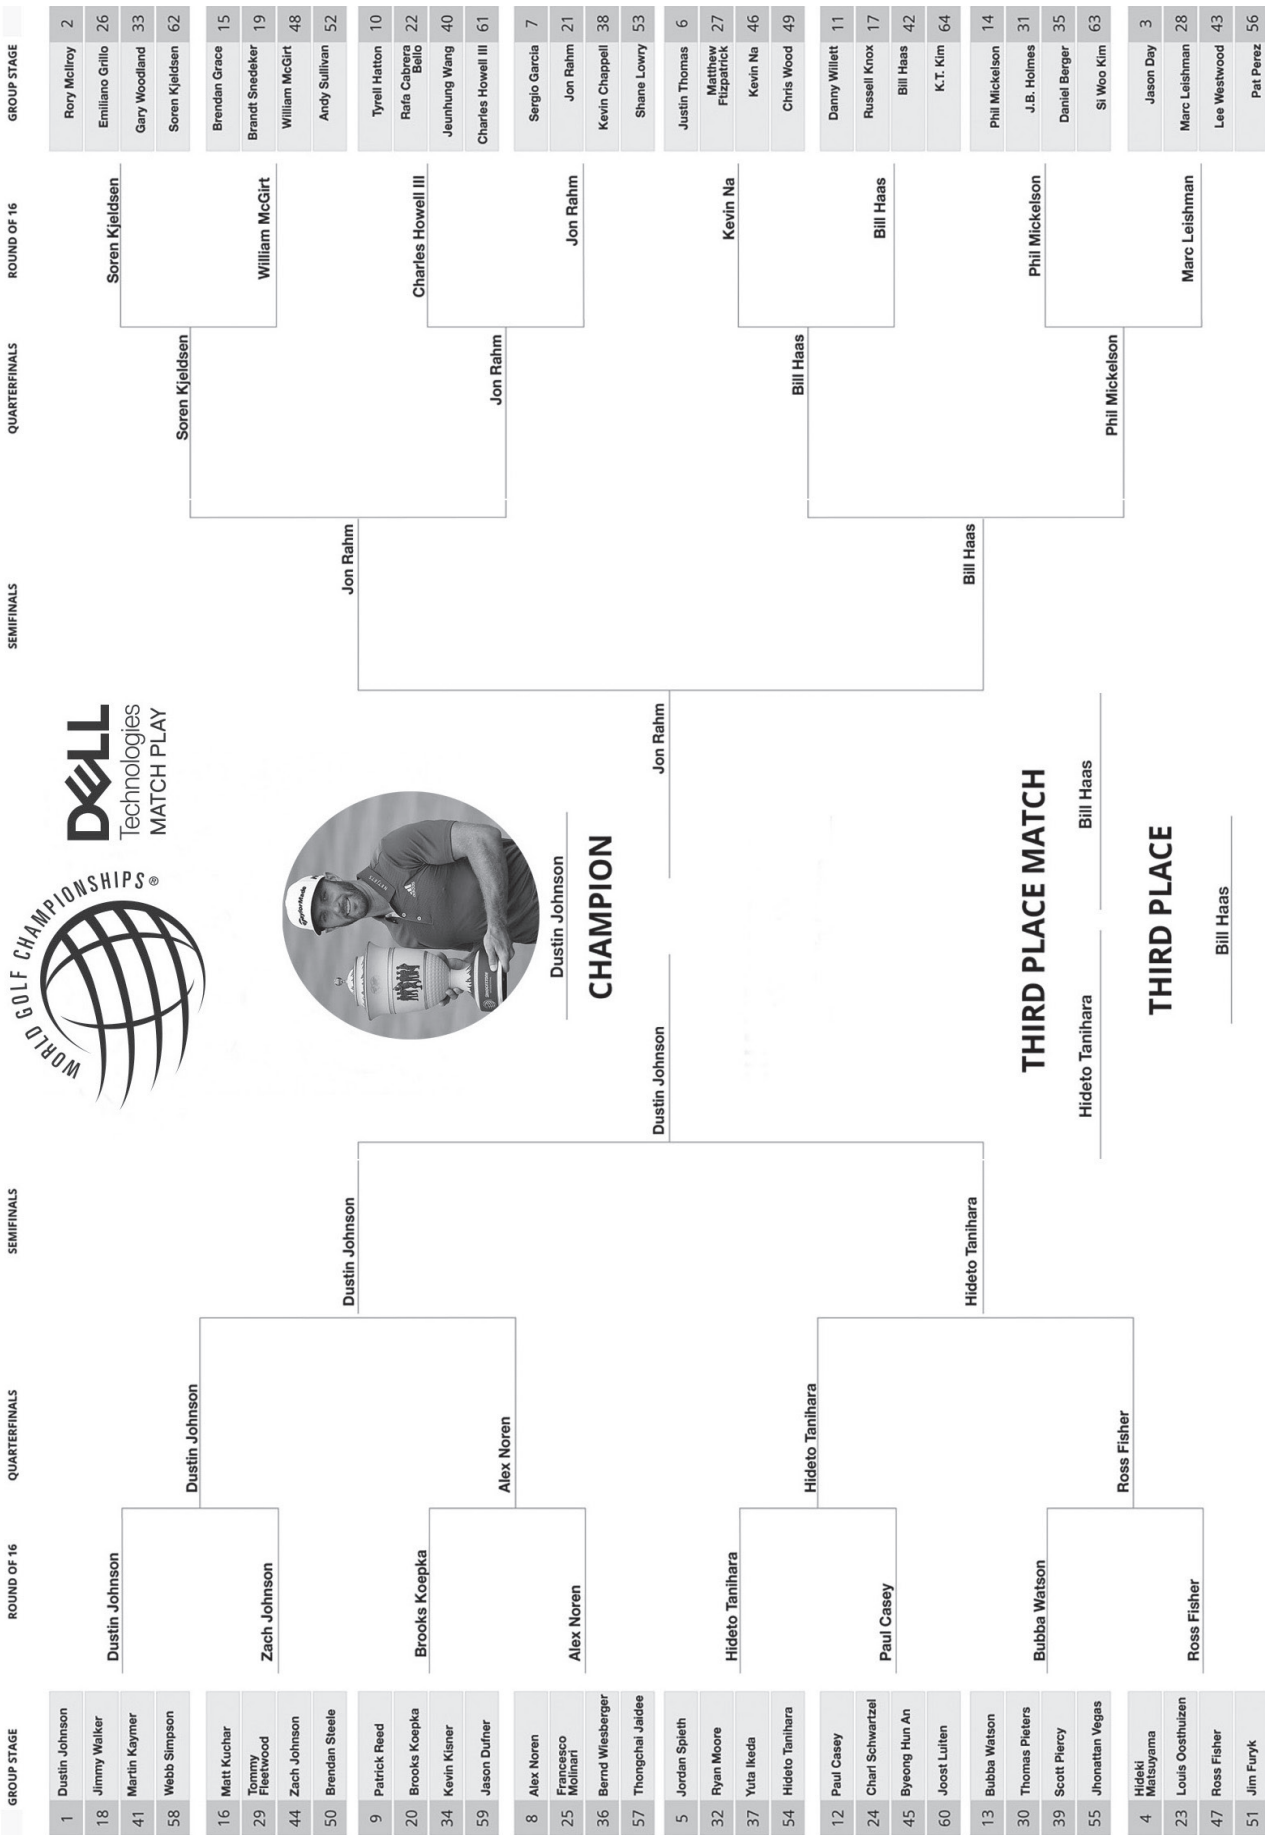 GROUP STAGE
ROUND OF 16
QUARTERFINALS
SEMIFINALS
SEMIFINALS
QUARTERFINALS
ROUND OF 16
GROUP STAGE
WORLD GOLF CHAMPIONSHIPS®
DELL
Technologies
MATCH PLAY
1 Dustin Johnson
18 Jimmy Walker
41 Martin Kaymer
58 Webb Simpson
16 Matt Kuchar
29 Tommy
Fleetwood
44 Zach Johnson
50 Brendan Steele
9 Patrick Reed
20 Brooks Koepka
34 Kevin Kisner
59 Jason Dufner
8 Alex Noren
25 Francesco
Molinari
36 Bernd Wiesberger
57 Thongchai Jaidee
5 Jordan Spieth
32 Ryan Moore
37 Yuta Ikeda
54 Hideto Tanihara
12 Paul Casey
24 Charl Schwartzel
45 Byeong Hun An
60 Joost Luiten
13 Bubba Watson
30 Thomas Pieters
39 Scott Piercy
55 Jhonattan Vegas
4 Hideki
Matsuyama
23 Louis Oosthuizen
47 Ross Fisher
51 Jim Furyk
Dustin Johnson
Zach Johnson
Brooks Koepka
Alex Noren
Hideto Tanihara
Paul Casey
Bubba Watson
Ross Fisher
Dustin Johnson
Alex Noren
Hideto Tanihara
Ross Fisher
Dustin Johnson
Hideto Tanihara
Dustin Johnson
TaylorMade
adidas
Dustin Johnson
CHAMPION
Jon Rahm
THIRD PLACE MATCH
Hideto Tanihara
Bill Haas
THIRD PLACE
Bill Haas
Jon Rahm
Bill Haas
Soren Kjeldsen
Jon Rahm
Bill Haas
Phil Mickelson
Soren Kjeldsen
William McGirt
Charles Howell III
Jon Rahm
Kevin Na
Bill Haas
Phil Mickelson
Marc Leishman
Rory McIlroy 2
Emiliano Grillo 26
Gary Woodland 33
Soren Kjeldsen 62
Brendan Grace 15
Brandt Snedeker 19
William McGirt 48
Andy Sullivan 52
Tyrell Hatton 10
Rafa Cabrera
Bello 22
Jeunhung Wang 40
Charles Howell III 61
Sergio Garcia 7
Jon Rahm 21
Kevin Chappell 38
Shane Lowry 53
Justin Thomas 6
Matthew
Ftizpatrick 27
Kevin Na 46
Chris Wood 49
Danny Willett 11
Russell Knox 17
Bill Haas 42
K.T. Kim 64
Phil Mickelson 14
J.B. Holmes 31
Daniel Berger 35
Si Woo Kim 63
Jason Day 3
Marc Leishman 28
Lee Westwood 43
Pat Perez 56